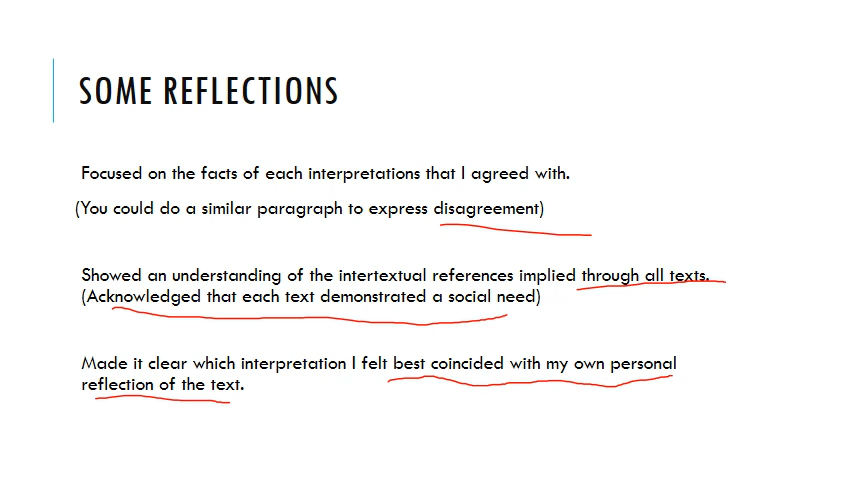 SOME REFLECTIONS
Focused on the facts of each interpretations that I agreed with.
(You could do a similar paragraph to express disagreement)
Showed an understanding of the intertextual references implied through all texts.
(Acknowledged that each text demonstrated a social need)
Made it clear which interpretation I felt best coincided with my own personal
reflection of the text.